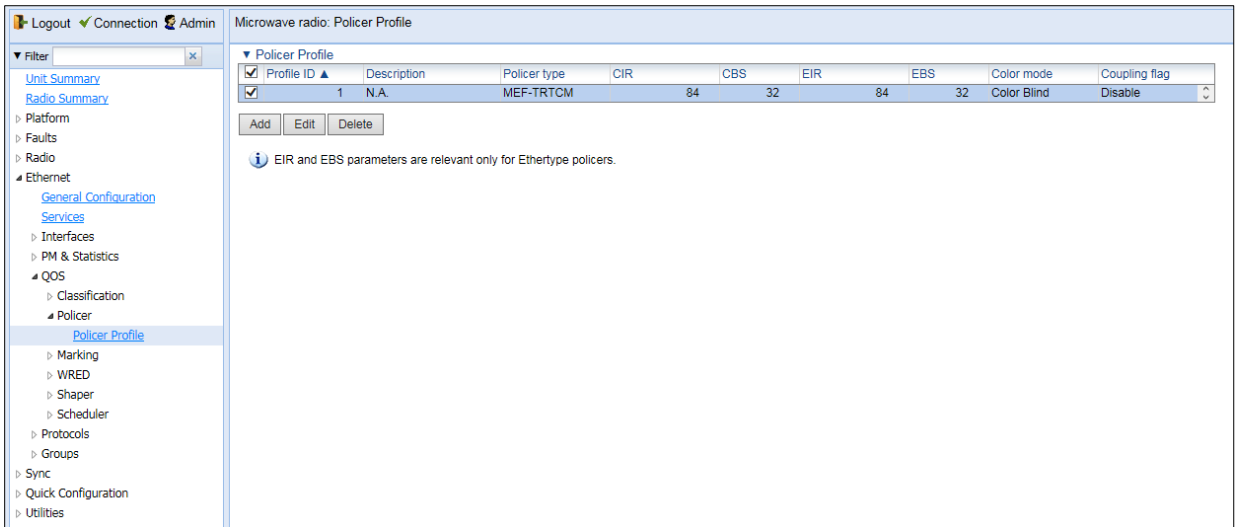 Logout Connection Admin
Microwave radio: Policer Profile
Filter
Unit Summary
Radio Summary
Platform
Faults
Radio
Ethernet
General Configuration
Services
Interfaces
PM & Statistics
QOS
Classification
Policer
Policer Profile
Marking
WRED
Shaper
Scheduler
Protocols
Groups
Sync
Quick Configuration
Utilities
Policer Profile
Profile ID ▲ Description Policer type CIR CBS EIR EBS Color mode Coupling flag
1 N.A. MEF-TRTCM 84 32 84 32 Color Blind Disable
Add Edit Delete
EIR and EBS parameters are relevant only for Ethertype policers.